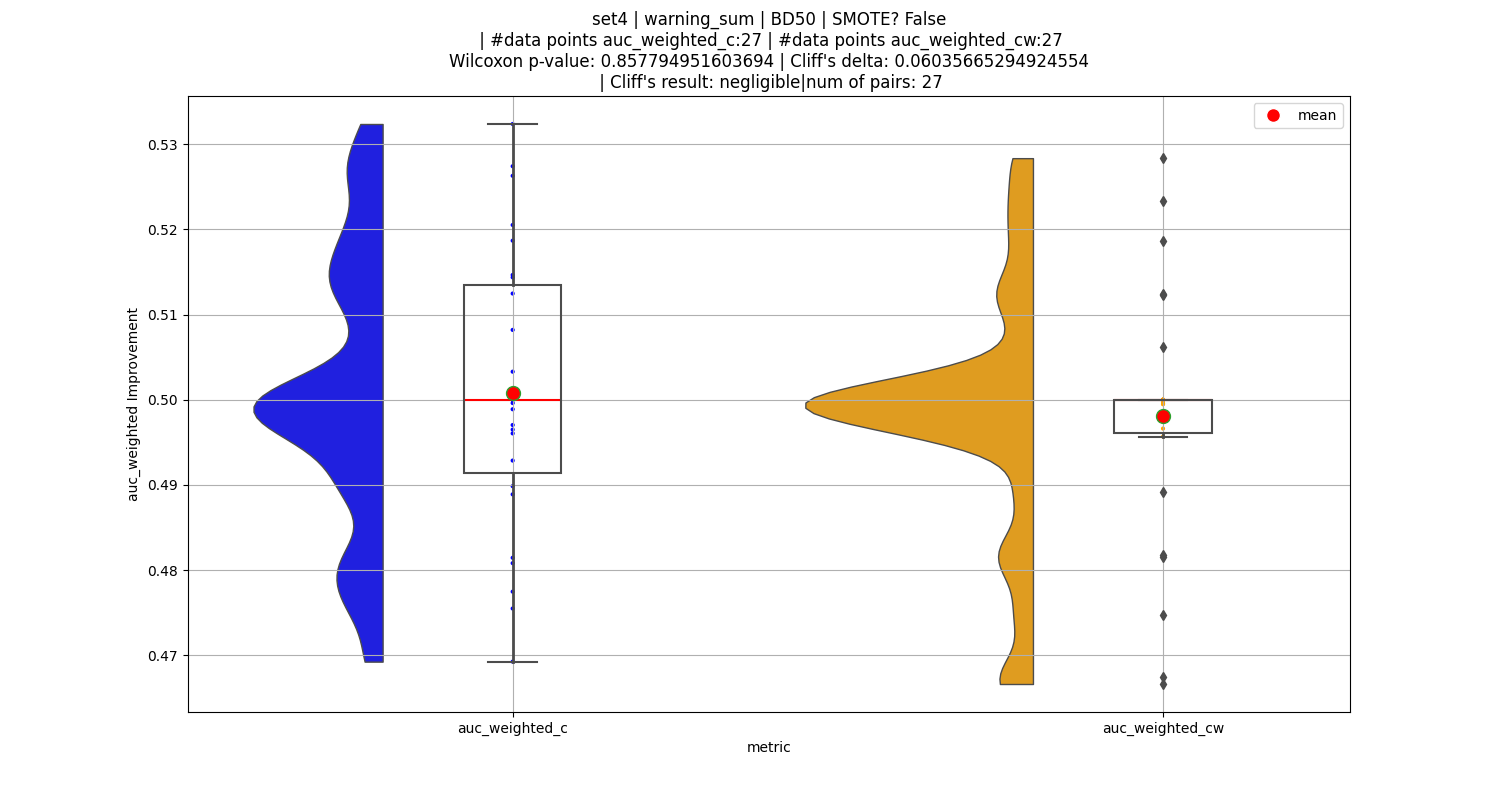 set4 | warning_sum | BD50 | SMOTE? False
| #data points auc_weighted_c:27 | #data points auc_weighted_cw:27
Wilcoxon p-value: 0.857794951603694 | Cliff's delta: 0.06035665294924554
| Cliff's result: negligible|num of pairs: 27
mean
0.53
0.52
0.51
0.50
0.49
0.48
0.47
auc_weighted Improvement
auc_weighted_c
auc_weighted_cw
metric